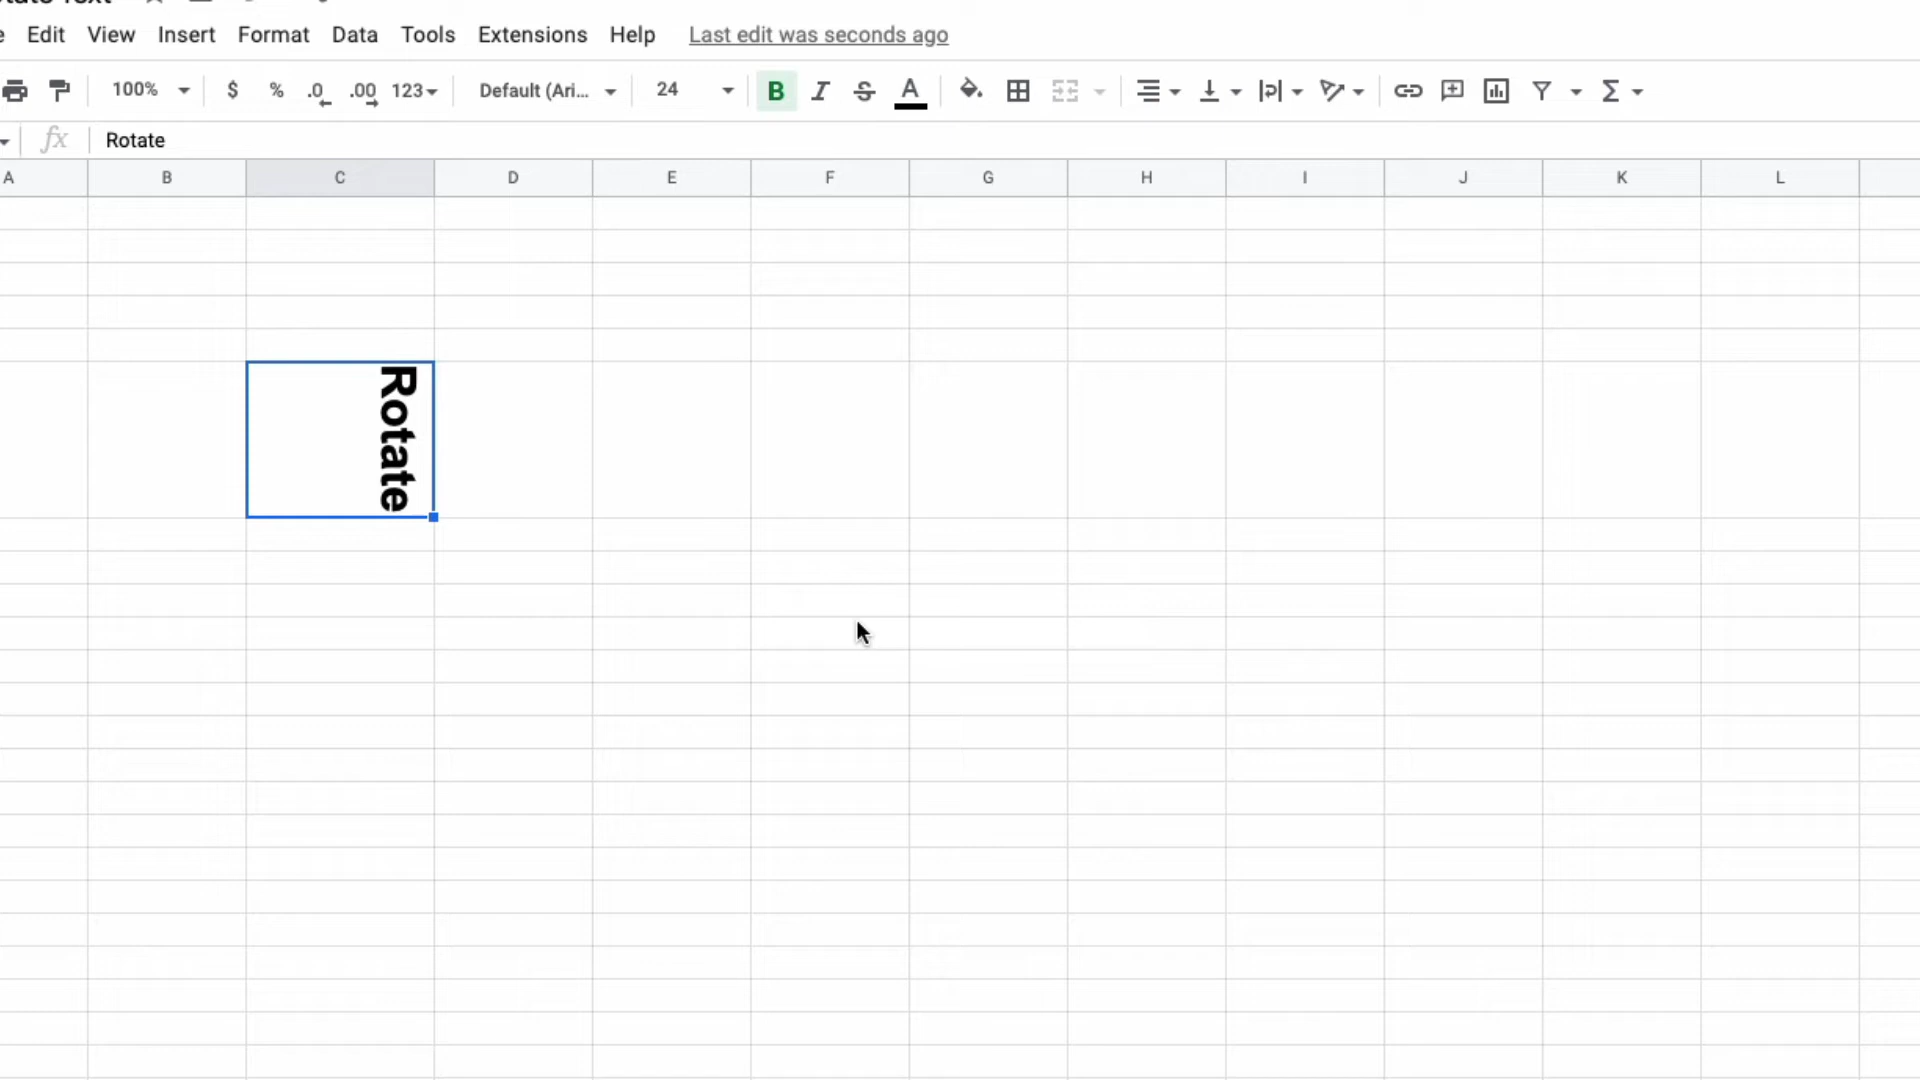 Edit View Insert Format Data Tools Extensions Help Last edit was seconds ago
100% $ % .0 .00 123 Default (Ari... 24 B I S A Σ
fx Rotate
A B C D E F G H I J K L
Rotate